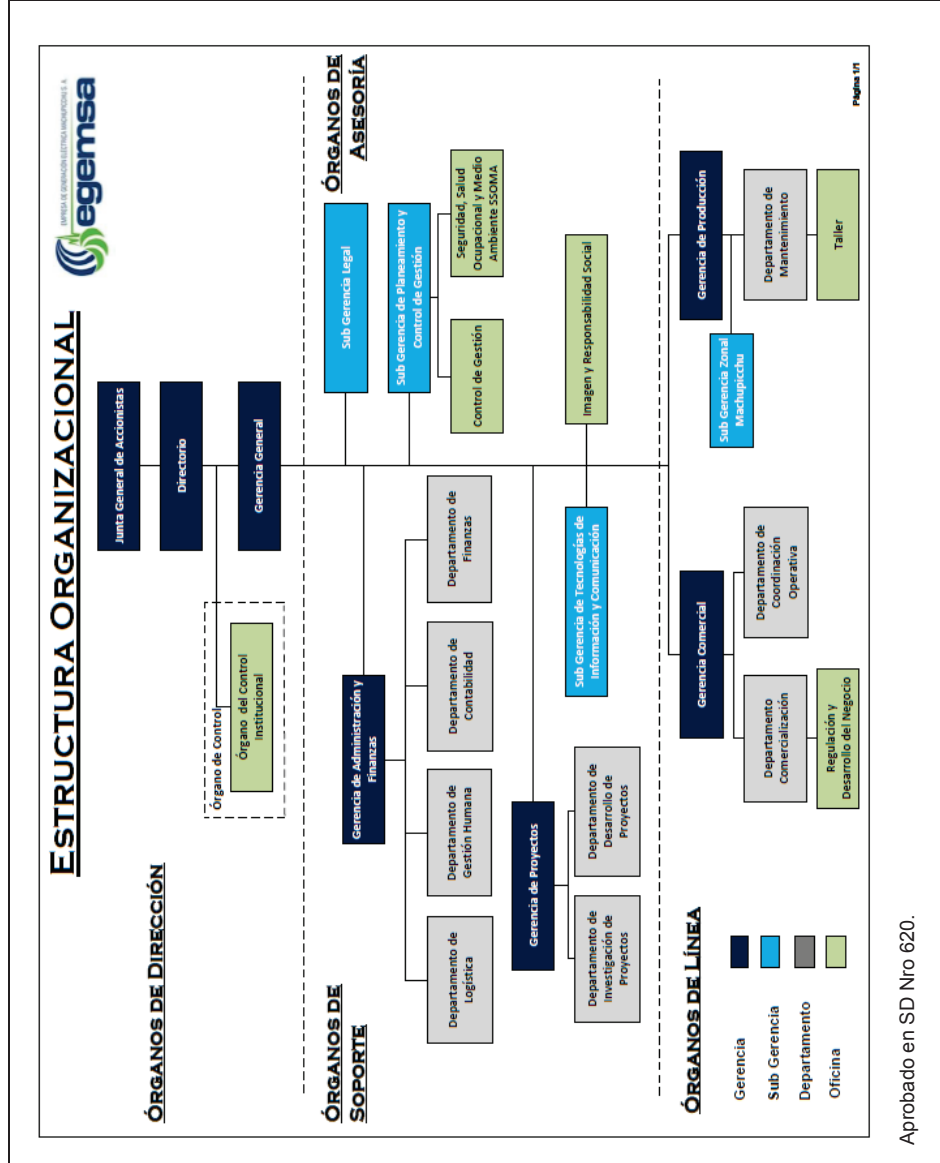 ESTRUCTURA ORGANIZACIONAL
EMPRESA DE GENERACIÓN ELÉCTRICA MACHUPICCHU S. A.
egemsa
ÓRGANOS DE DIRECCIÓN
Junta General de Accionistas
Directorio
Órgano de Control
Órgano del Control
Institucional
Gerencia General
ÓRGANOS DE
SOPORTE
ÓRGANOS DE
ASESORÍA
Sub Gerencia Legal
Gerencia de Administración y
Finanzas
Sub Gerencia de Planeamiento y
Control de Gestión
Departamento de
Logística
Departamento de
Gestión Humana
Departamento de
Contabilidad
Departamento de
Finanzas
Control de Gestión
Seguridad, Salud
Ocupacional y Medio
Ambiente SSOMA
Gerencia de Proyectos
Departamento de
Investigación de
Proyectos
Departamento de
Desarrollo de
Proyectos
Sub Gerencia de Tecnologías de
Información y Comunicación
Imagen y Responsabilidad Social
ÓRGANOS DE LÍNEA
Gerencia Comercial
Gerencia de Producción
Sub Gerencia Zonal
Machupicchu
Departamento
Comercialización
Departamento de
Coordinación
Operativa
Departamento de
Mantenimiento
Regulación y
Desarrollo del Negocio
Taller
Gerencia
Sub Gerencia
Departamento
Oficina
Página 1/1
Aprobado en SD Nro 620.